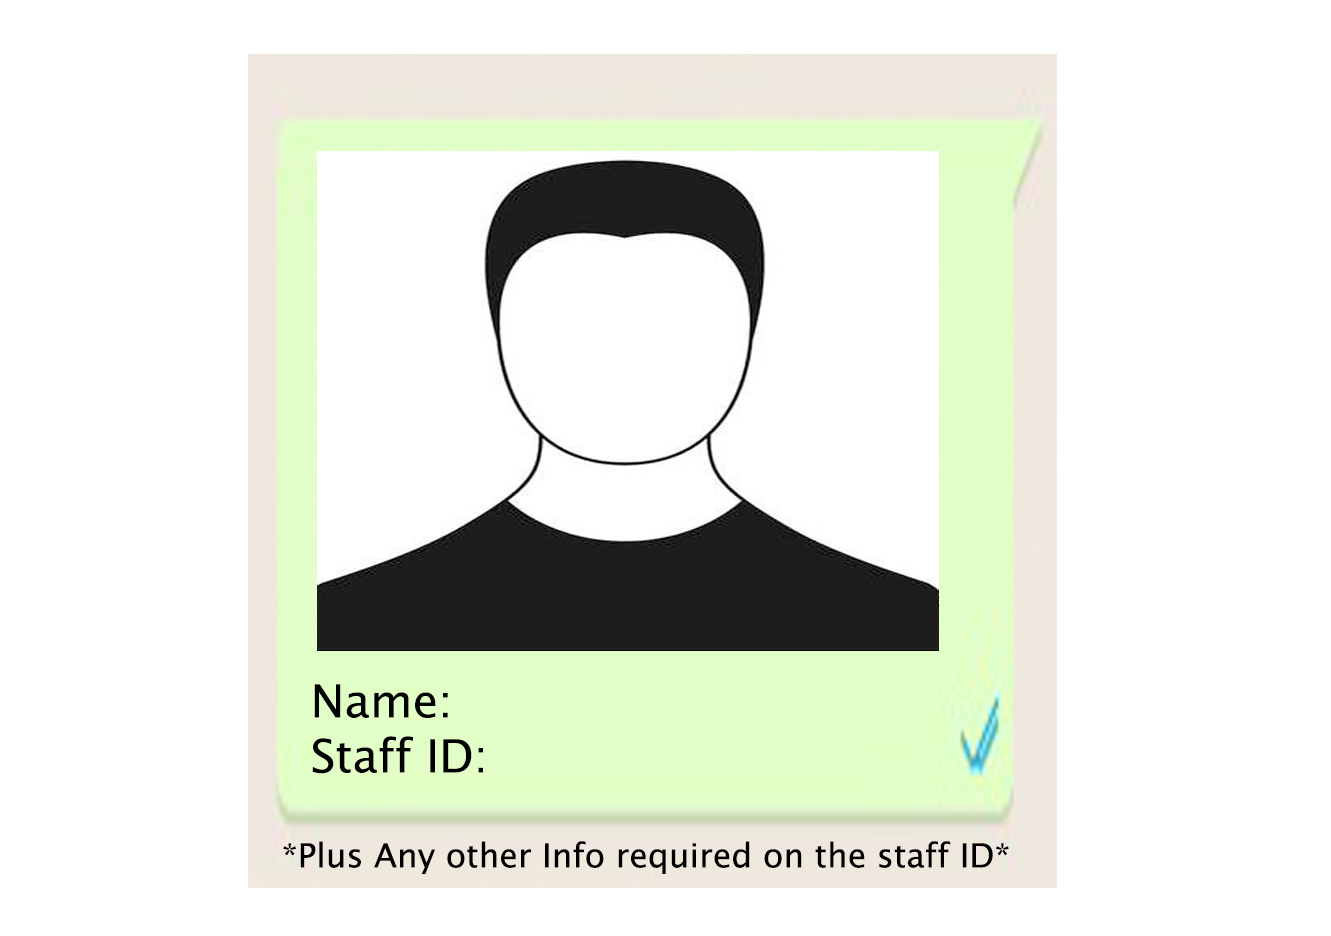 Name:
Staff ID:
*Plus Any other Info required on the staff ID*